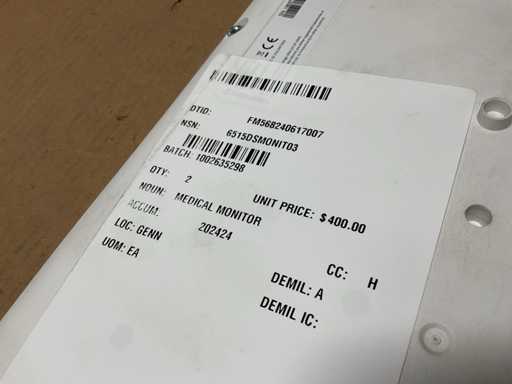 CE
DTID: FM568240617007
NSN: 6515DSMONIT03
BATCH: 1002635298
QTY: 2 UNIT PRICE: $400.00
NOUN: MEDICAL MONITOR
ACCUM: 202424
LOC: GENN CC: H
UOM: EA DEMIL: A
DEMIL IC: